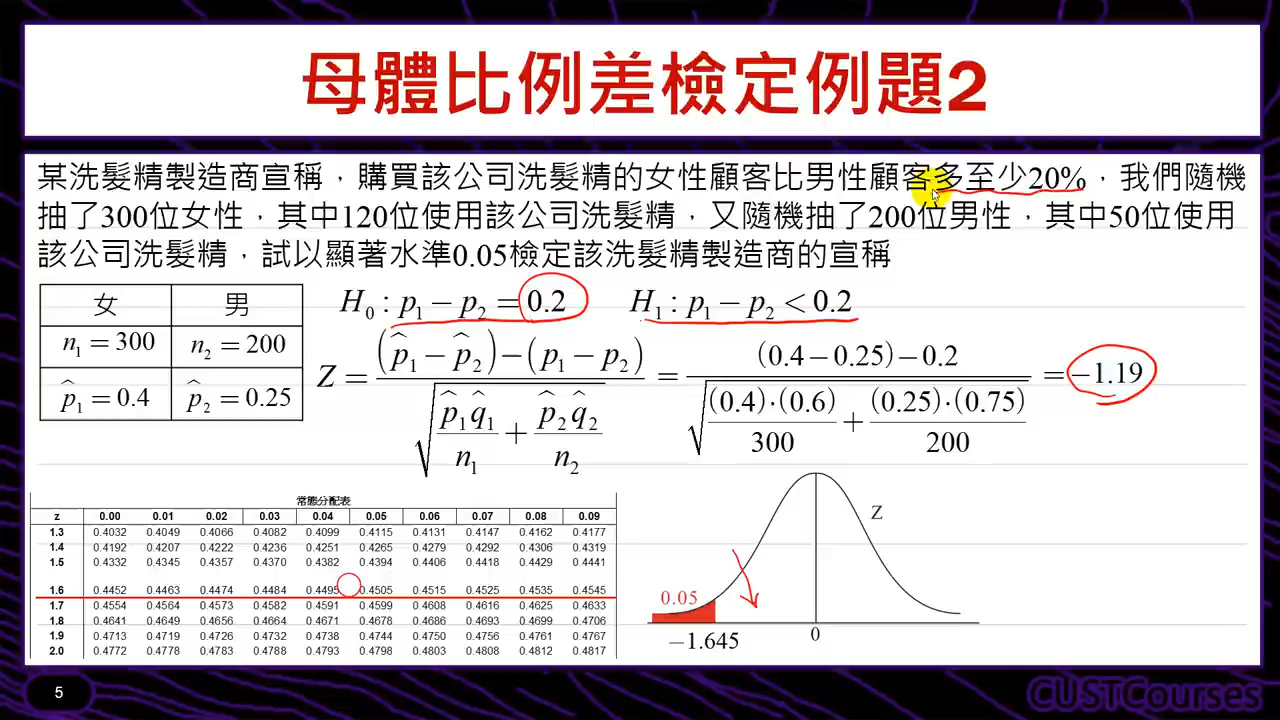 母體比例差檢定例題2
某洗髮精製造商宣稱，購買該公司洗髮精的女性顧客比男性顧客多至少20%，我們隨機
抽了300位女性，其中120位使用該公司洗髮精，又隨機抽了200位男性，其中50位使用
該公司洗髮精，試以顯著水準0.05檢定該洗髮精製造商的宣稱
女 男
n₁ = 300 n₂ = 200
p̂₁ = 0.4 p̂₂ = 0.25
H₀ : p₁ − p₂ = 0.2 H₁ : p₁ − p₂ < 0.2
Z = ((p̂₁ − p̂₂) − (p₁ − p₂)) / √(p̂₁q̂₁/n₁ + p̂₂q̂₂/n₂) = ((0.4 − 0.25) − 0.2) / √((0.4)·(0.6)/300 + (0.25)·(0.75)/200) = −1.19
常態分配表
z 0.00 0.01 0.02 0.03 0.04 0.05 0.06 0.07 0.08 0.09
1.3 0.4032 0.4049 0.4066 0.4082 0.4099 0.4115 0.4131 0.4147 0.4162 0.4177
1.4 0.4192 0.4207 0.4222 0.4236 0.4251 0.4265 0.4279 0.4292 0.4306 0.4319
1.5 0.4332 0.4345 0.4357 0.4370 0.4382 0.4394 0.4406 0.4418 0.4429 0.4441
1.6 0.4452 0.4463 0.4474 0.4484 0.4495 0.4505 0.4515 0.4525 0.4535 0.4545
1.7 0.4554 0.4564 0.4573 0.4582 0.4591 0.4599 0.4608 0.4616 0.4625 0.4633
1.8 0.4641 0.4649 0.4656 0.4664 0.4671 0.4678 0.4686 0.4693 0.4699 0.4706
1.9 0.4713 0.4719 0.4726 0.4732 0.4738 0.4744 0.4750 0.4756 0.4761 0.4767
2.0 0.4772 0.4778 0.4783 0.4788 0.4793 0.4798 0.4803 0.4808 0.4812 0.4817
Z
0.05
−1.645
0
5
CUSTCourses